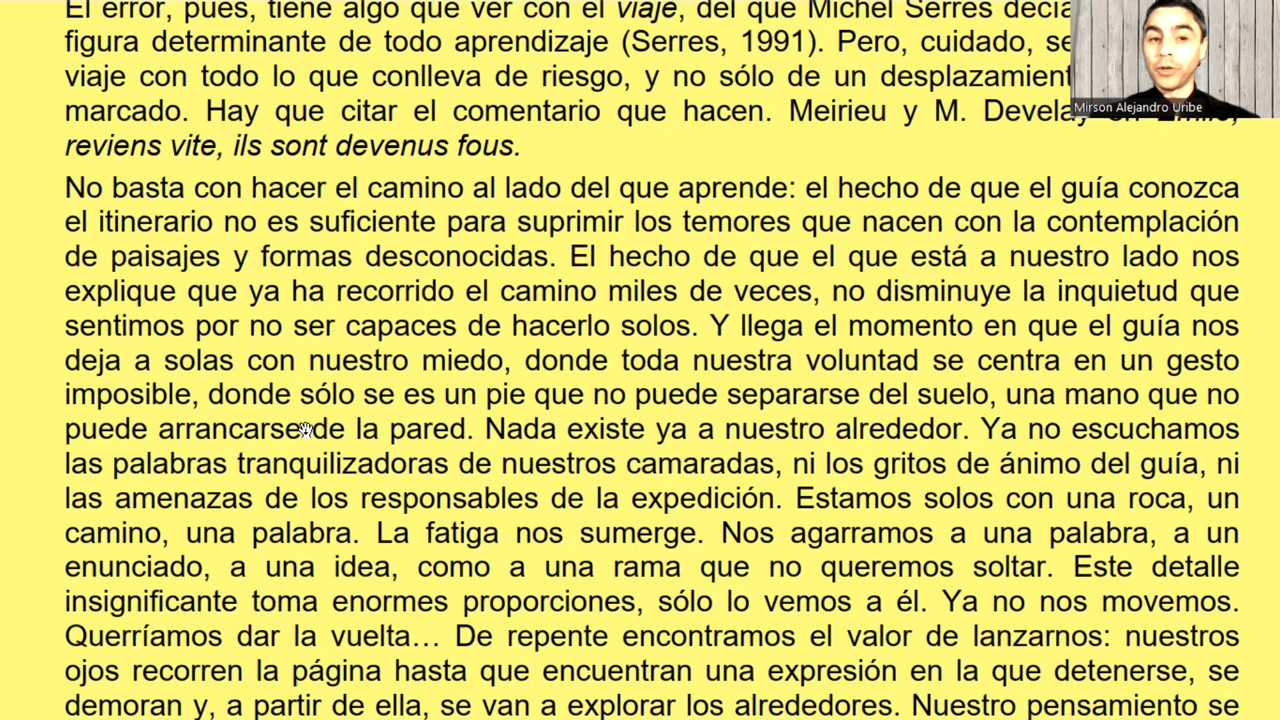 El error, pues, tiene algo que ver con el viaje, del que Michel Serres decía
figura determinante de todo aprendizaje (Serres, 1991). Pero, cuidado,
viaje con todo lo que conlleva de riesgo, y no sólo de un
marcado. Hay que citar el comentario que hacen. Meirieu y M. Develay
Mirson Alejandro Uribe
reviens vite, ils sont devenus fous.
No basta con hacer el camino al lado del que aprende: el hecho de que el guía conozca
el itinerario no es suficiente para suprimir los temores que nacen con la contemplación
de paisajes y formas desconocidas. El hecho de que el que está a nuestro lado nos
explique que ya ha recorrido el camino miles de veces, no disminuye la inquietud que
sentimos por no ser capaces de hacerlo solos. Y llega el momento en que el guía nos
deja a solas con nuestro miedo, donde toda nuestra voluntad se centra en un gesto
imposible, donde sólo se es un pie que no puede separarse del suelo, una mano que no
puede arrancarse de la pared. Nada existe ya a nuestro alrededor. Ya no escuchamos
las palabras tranquilizadoras de nuestros camaradas, ni los gritos de ánimo del guía, ni
las amenazas de los responsables de la expedición. Estamos solos con una roca, un
camino, una palabra. La fatiga nos sumerge. Nos agarramos a una palabra, a un
enunciado, a una idea, como a una rama que no queremos soltar. Este detalle
insignificante toma enormes proporciones, sólo lo vemos a él. Ya no nos movemos.
Querríamos dar la vuelta… De repente encontramos el valor de lanzarnos: nuestros
ojos recorren la página hasta que encuentran una expresión en la que detenerse, se
demoran y, a partir de ella, se van a explorar los alrededores. Nuestro pensamiento se